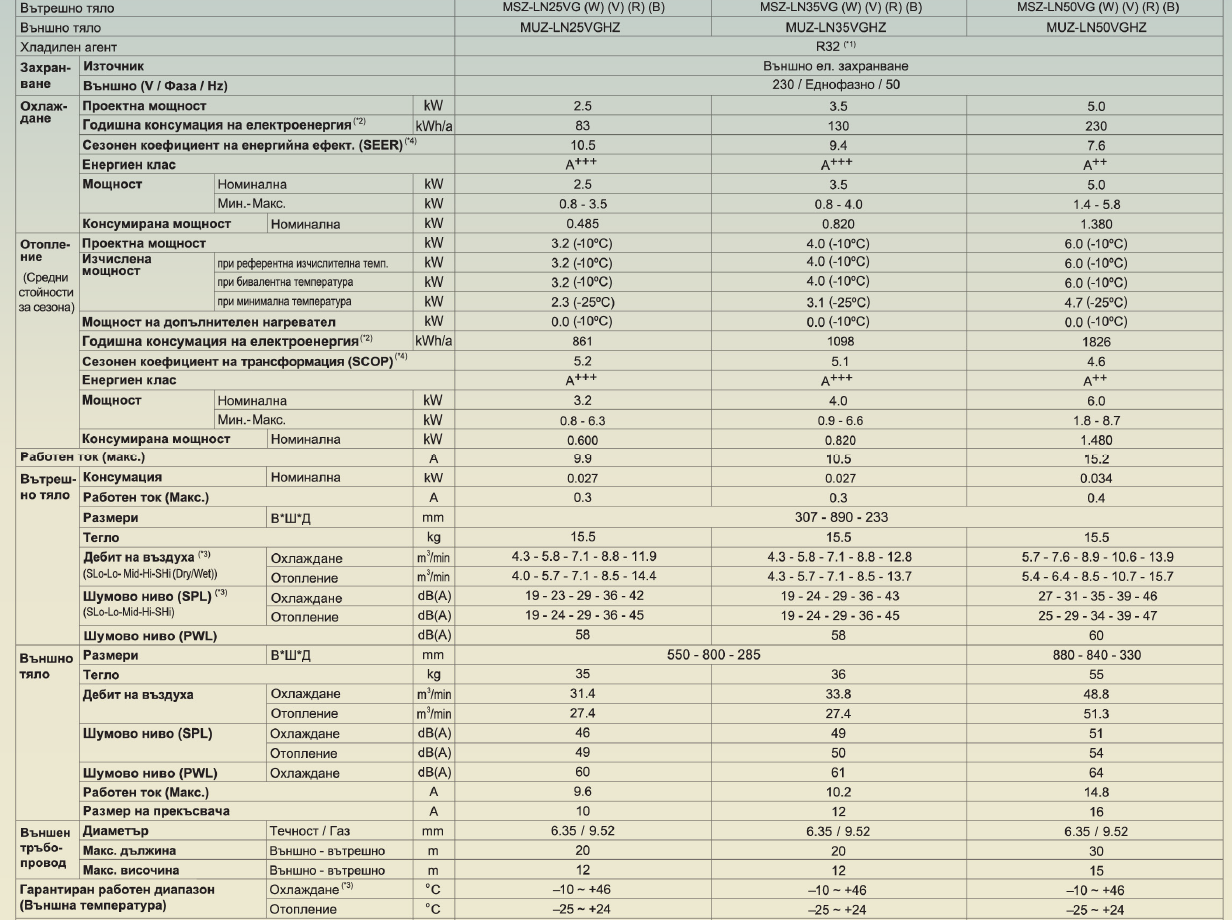 Вътрешно тяло MSZ-LN25VG (W) (V) (R) (B) MSZ-LN35VG (W) (V) (R) (B) MSZ-LN50VG (W) (V) (R) (B)
Външно тяло MUZ-LN25VGHZ MUZ-LN35VGHZ MUZ-LN50VGHZ
Хладилен агент R32 (*1)
Захран-ване Източник Външно ел. захранване
Външно (V / Фаза / Hz) 230 / Еднофазно / 50
Охлаж-дане Проектна мощност kW 2.5 3.5 5.0
Годишна консумация на електроенергия (*2) kWh/a 83 130 230
Сезонен коефициент на енергийна ефект. (SEER) (*4) 10.5 9.4 7.6
Енергиен клас A+++ A+++ A++
Мощност Номинална kW 2.5 3.5 5.0
Мин.- Макс. kW 0.8 - 3.5 0.8 - 4.0 1.4 - 5.8
Консумирана мощност Номинална kW 0.485 0.820 1.380
Отопле-ние (Средни стойности за сезона) Проектна мощност kW 3.2 (-10ºC) 4.0 (-10ºC) 6.0 (-10ºC)
Изчислена мощност при референтна изчислителна темп. kW 3.2 (-10ºC) 4.0 (-10ºC) 6.0 (-10ºC)
при бивалентна температура kW 3.2 (-10ºC) 4.0 (-10ºC) 6.0 (-10ºC)
при минимална температура kW 2.3 (-25ºC) 3.1 (-25ºC) 4.7 (-25ºC)
Мощност на допълнителен нагревател kW 0.0 (-10ºC) 0.0 (-10ºC) 0.0 (-10ºC)
Годишна консумация на електроенергия (*2) kWh/a 861 1098 1826
Сезонен коефициент на трансформация (SCOP) (*4) 5.2 5.1 4.6
Енергиен клас A+++ A+++ A++
Мощност Номинална kW 3.2 4.0 6.0
Мин.- Макс. kW 0.8 - 6.3 0.9 - 6.6 1.8 - 8.7
Консумирана мощност Номинална kW 0.600 0.820 1.480
Работен ток (макс.) A 9.9 10.5 15.2
Вътреш-но тяло Консумация Номинална kW 0.027 0.027 0.034
Работен ток (Макс.) A 0.3 0.3 0.4
Размери В*Ш*Д mm 307 - 890 - 233
Тегло kg 15.5 15.5 15.5
Дебит на въздуха (*3) Охлаждане m³/min 4.3 - 5.8 - 7.1 - 8.8 - 11.9 4.3 - 5.8 - 7.1 - 8.8 - 12.8 5.7 - 7.6 - 8.9 - 10.6 - 13.9
(SLo-Lo- Mid-Hi-SHi (Dry/Wet)) Отопление m³/min 4.0 - 5.7 - 7.1 - 8.5 - 14.4 4.3 - 5.7 - 7.1 - 8.5 - 13.7 5.4 - 6.4 - 8.5 - 10.7 - 15.7
Шумово ниво (SPL) (*3) Охлаждане dB(A) 19 - 23 - 29 - 36 - 42 19 - 24 - 29 - 36 - 43 27 - 31 - 35 - 39 - 46
(SLo-Lo-Mid-Hi-SHi) Отопление dB(A) 19 - 24 - 29 - 36 - 45 19 - 24 - 29 - 36 - 45 25 - 29 - 34 - 39 - 47
Шумово ниво (PWL) dB(A) 58 58 60
Външно тяло Размери В*Ш*Д mm 550 - 800 - 285 880 - 840 - 330
Тегло kg 35 36 55
Дебит на въздуха Охлаждане m³/min 31.4 33.8 48.8
Отопление m³/min 27.4 27.4 51.3
Шумово ниво (SPL) Охлаждане dB(A) 46 49 51
Отопление dB(A) 49 50 54
Шумово ниво (PWL) Охлаждане dB(A) 60 61 64
Работен ток (Макс.) A 9.6 10.2 14.8
Размер на прекъсвача A 10 12 16
Външен тръбо-провод Диаметър Течност / Газ mm 6.35 / 9.52 6.35 / 9.52 6.35 / 9.52
Макс. дължина Външно - вътрешно m 20 20 30
Макс. височина Външно - вътрешно m 12 12 15
Гарантиран работен диапазон Охлаждане (*3) °C –10 ~ +46 –10 ~ +46 –10 ~ +46
(Външна температура) Отопление °C –25 ~ +24 –25 ~ +24 –25 ~ +24